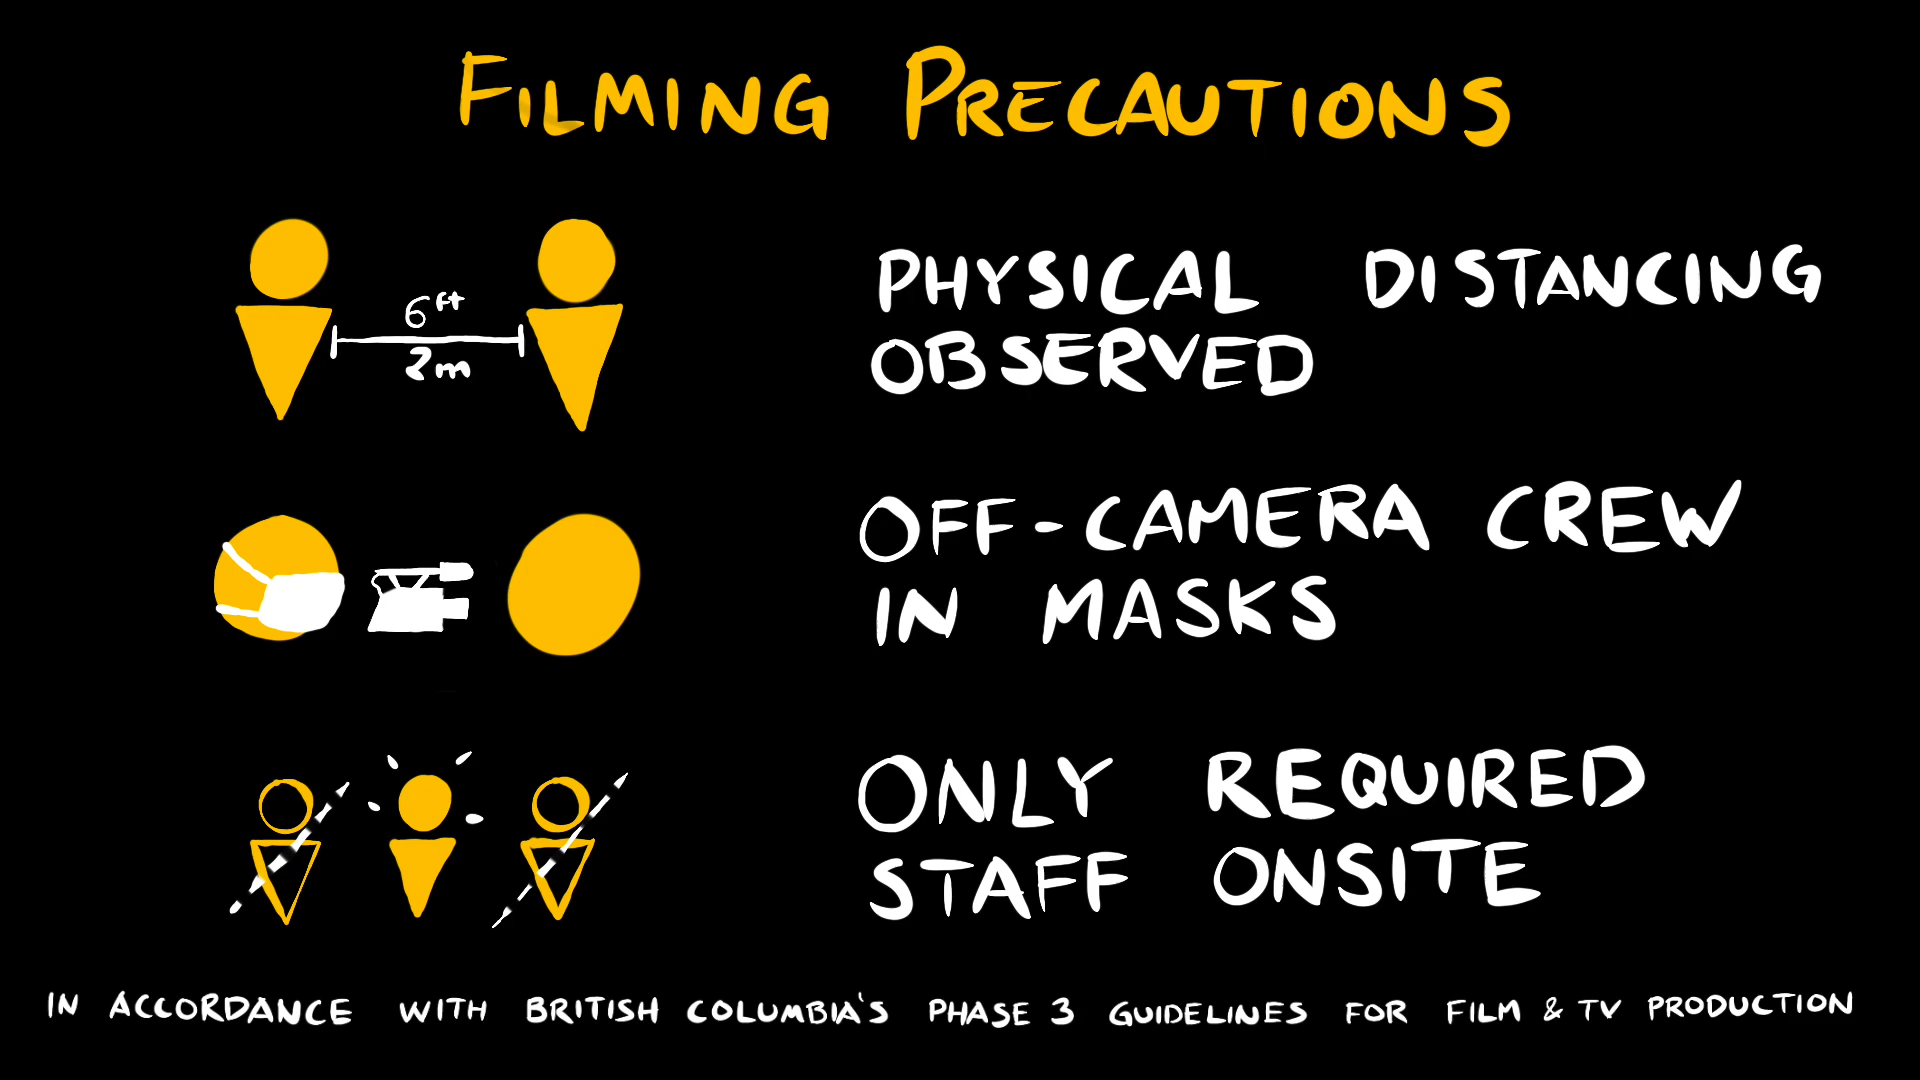 FILMING PRECAUTIONS
6ft
2m
PHYSICAL DISTANCING
OBSERVED
OFF-CAMERA CREW
IN MASKS
ONLY REQUIRED
STAFF ONSITE
IN ACCORDANCE WITH BRITISH COLUMBIA'S PHASE 3 GUIDELINES FOR FILM & TV PRODUCTION